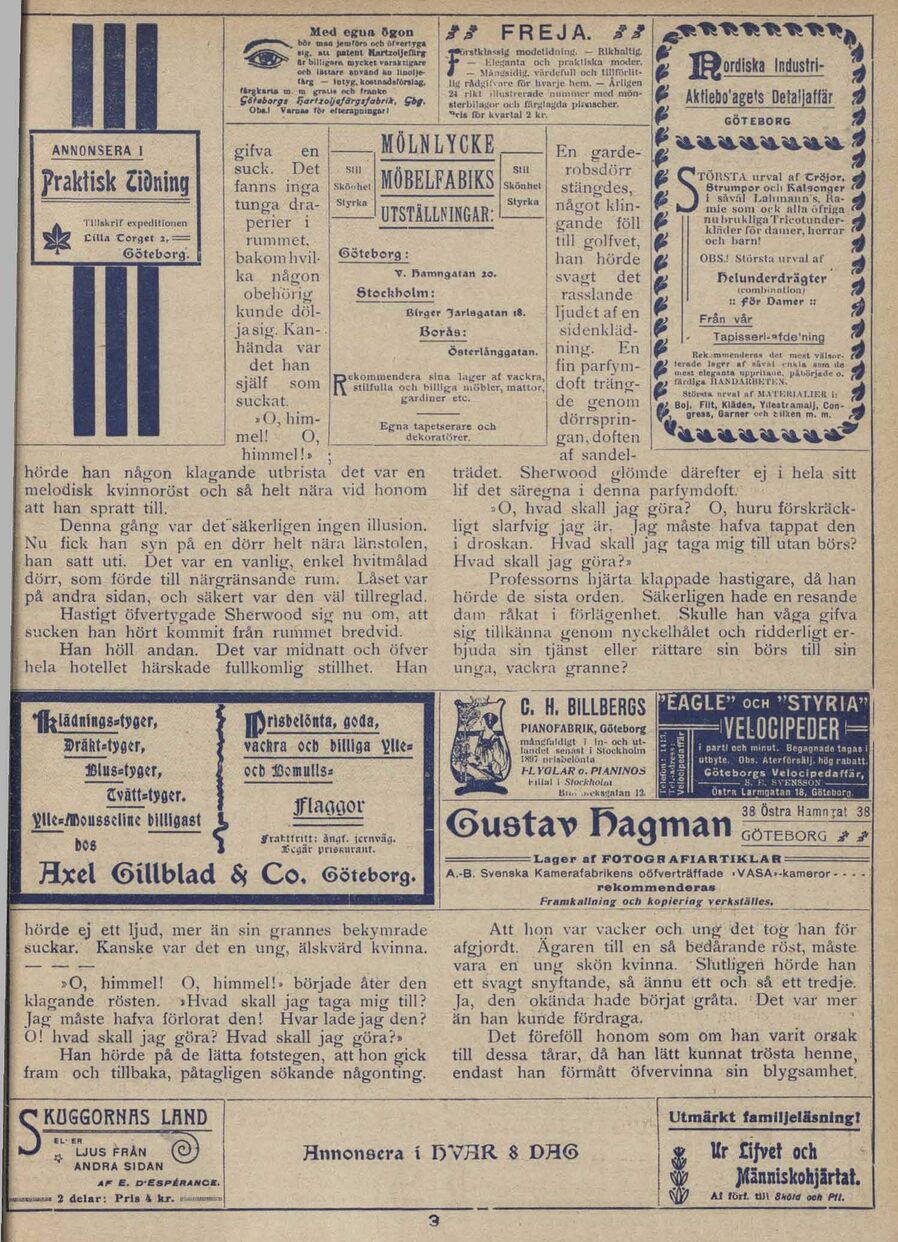 Med egna ögon
bör man jemföra och öfvertyga
sig, att patent Hartzoljefärg
är billigare, mycket varaktigare
och lättare använd än linolje-
färg — intyg, kostnadsförslag,
färgkarta m. m gratis och franko
Göteborgs Hartzoljefärgsfabrik, Gbg.
Obs.! Varnas för efterapningar!
FREJA.
Förstklassig modetidning. — Rikhaltig.
— Eleganta och praktiska moder.
— Mångsidig, värdefull och tillförlit-
lig rådgifvare för hvarje hem. — Årligen
24 rikt illustrerade nummer med mön-
sterbilagor och färglagda planscher.
Pris för kvartal 2 kr.
Nordiska Industri-
Aktiebolagets Detaljaffär
GÖTEBORG
STÖRSTA urval af Tröjor,
Strumpor och Kalsonger
i såväl Lahmann's, Ra-
mie som ock alla öfriga
nu brukliga Tricotunder-
kläder för damer, herrar
och barn!
OBS.! Största urval af
Helunderdrägter
(combination)
:: För Damer ::
Från vår
Tapisseri-afdelning
Rekommenderas det mest välsor-
terade lager af såväl enkla som de
mest eleganta uppritade, påbörjade o.
färdiga HANDARBETEN.
Största urval af MATERIALIER i:
Boj, Filt, Kläden, Yllestramalj, Con-
gress, Garner och Silken m. m.
ANNONSERA I
Praktisk Tidning
Tillskrif expeditionen
Lilla Torget 2,
Göteborg.
MÖLNLYCKE
MÖBELFABIKS
UTSTÄLLNINGAR:
Stil
Skönhet
Styrka
Stil
Skönhet
Styrka
Göteborg:
V. Hamngatan 20.
Stockholm:
Birger Jarlsgatan 18.
Borås:
Österlånggatan.
Rekommendera sina lager af vackra,
stilfulla och billiga möbler, mattor,
gardiner etc.
Egna tapetserare och
dekoratörer.
gifva en
suck. Det
fanns inga
tunga dra-
perier i
rummet,
bakom hvil-
ka någon
obehörig
kunde döl-
ja sig. Kan-
hända var
det han
själf som
suckat.
»O, him-
mel! O,
himmel!» ;
hörde han någon klagande utbrista det var en
melodisk kvinnoröst och så helt nära vid honom
att han spratt till.
Denna gång var det säkerligen ingen illusion.
Nu fick han syn på en dörr helt nära länstolen,
han satt uti. Det var en vanlig, enkel hvitmålad
dörr, som förde till närgränsande rum. Låset var
på andra sidan, och säkert var den väl tillreglad.
Hastigt öfvertygade Sherwood sig nu om, att
sucken han hört kommit från rummet bredvid.
Han höll andan. Det var midnatt och öfver
hela hotellet härskade fullkomlig stillhet. Han
En garde-
robsdörr
stängdes,
något klin-
gande föll
till golfvet,
han hörde
svagt det
rasslande
ljudet af en
sidenkläd-
ning. En
fin parfym-
doft träng-
de genom
dörrsprin-
gan, doften
af sandel-
trädet. Sherwood glömde därefter ej i hela sitt
lif det säregna i denna parfymdoft.
»O, hvad skall jag göra? O, huru förskräck-
ligt slarfvig jag är. Jag måste hafva tappat den
i droskan. Hvad skall jag taga mig till utan börs?
Hvad skall jag göra?»
Professorns hjärta klappade hastigare, då han
hörde de sista orden. Säkerligen hade en resande
dam råkat i förlägenhet. Skulle han våga gifva
sig tillkänna genom nyckelhålet och ridderligt er-
bjuda sin tjänst eller rättare sin börs till sin
unga, vackra granne?
Klädnings-tyger,
Dräkt-tyger,
Blus-tyger,
Tvätt-tyger.
Ylle-Mousseline billigast
hos
Prisbelönta, goda,
vackra och billiga Ylle-
och Bomulls-
Flaggor
Fraktfritt: ångf. jernväg.
Begär priskurant.
Axel Gillblad & Co. Göteborg.
C. H. BILLBERGS
PIANOFABRIK, Göteborg
mångfaldigt i in- och ut-
landet senast i Stockholm
1897 prisbelönta
FLYGLAR o. PIANINOS
Filial i Stockholm
"EAGLE" OCH "STYRIA"
VELOCIPEDER
i parti och minut. Begagnade tagas i
utbyte. Obs. Återförsälj. hög rabatt.
Göteborgs Velocipedaffär,
S. F. SVENSSON
Östra Larmgatan 18, Göteborg.
Telefon: 1413.
Tel.-adress:
Velocipedaffär
Gustav Hagman
38 Östra Hamngat 38
GÖTEBORG
Lager af FOTOGRAFIARTIKLAR
A.-B. Svenska Kamerafabrikens oöfverträffade »VASA»-kameror - - - -
rekommenderas
Framkallning och kopiering verkställes.
hörde ej ett ljud, mer än sin grannes bekymrade
suckar. Kanske var det en ung, älskvärd kvinna.
— — —
»O, himmel! O, himmel!» började åter den
klagande rösten. »Hvad skall jag taga mig till?
Jag måste hafva förlorat den! Hvar lade jag den?
O! hvad skall jag göra? Hvad skall jag göra?»
Han hörde på de lätta fotstegen, att hon gick
fram och tillbaka, påtagligen sökande någonting.
Att hon var vacker och ung det tog han för
afgjordt. Ägaren till en så bedårande röst, måste
vara en ung skön kvinna. Slutligen hörde han
ett svagt snyftande, så ännu ett och så ett tredje.
Ja, den okända hade börjat gråta. Det var mer
än han kunde fördraga.
Det föreföll honom som om han varit orsak
till dessa tårar, då han lätt kunnat trösta henne,
endast han förmått öfvervinna sin blygsamhet.
SKUGGORNAS LAND
EL- ER
LJUS FRÅN
ANDRA SIDAN
AF E. D'ESPÉRANCE.
2 delar: Pris 4 kr.
Annonsera i HVAR 8 DAG
Utmärkt familjeläsning!
Ur Lifvet och
Människohjärtat.
Af förf. till Sköld och Pil.
3